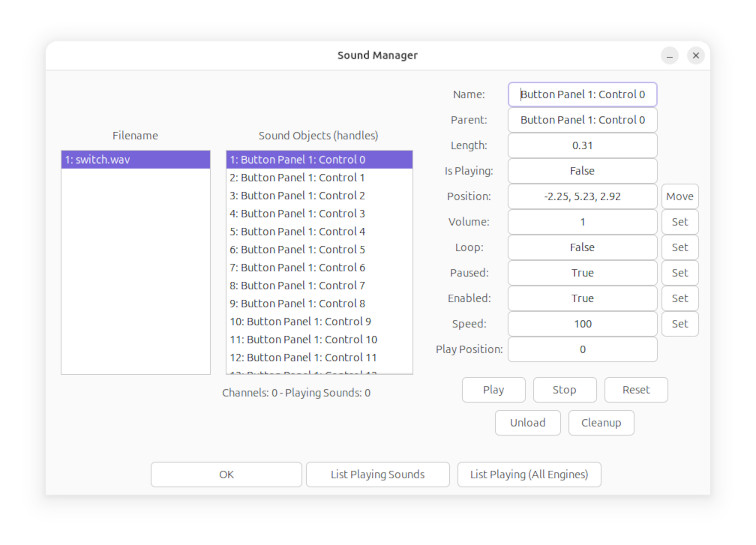 Sound Manager
Filename
1: switch.wav
Sound Objects (handles)
1: Button Panel 1: Control 0
2: Button Panel 1: Control 1
3: Button Panel 1: Control 2
4: Button Panel 1: Control 3
5: Button Panel 1: Control 4
6: Button Panel 1: Control 5
7: Button Panel 1: Control 6
8: Button Panel 1: Control 7
9: Button Panel 1: Control 8
10: Button Panel 1: Control 9
11: Button Panel 1: Control 10
12: Button Panel 1: Control 11
13: Button Panel 1: Control 12
Channels: 0 - Playing Sounds: 0
Name: Button Panel 1: Control 0
Parent: Button Panel 1: Control 0
Length: 0.31
Is Playing: False
Position: -2.25, 5.23, 2.92 Move
Volume: 1 Set
Loop: False Set
Paused: True Set
Enabled: True Set
Speed: 100 Set
Play Position: 0
Play Stop Reset
Unload Cleanup
OK List Playing Sounds List Playing (All Engines)